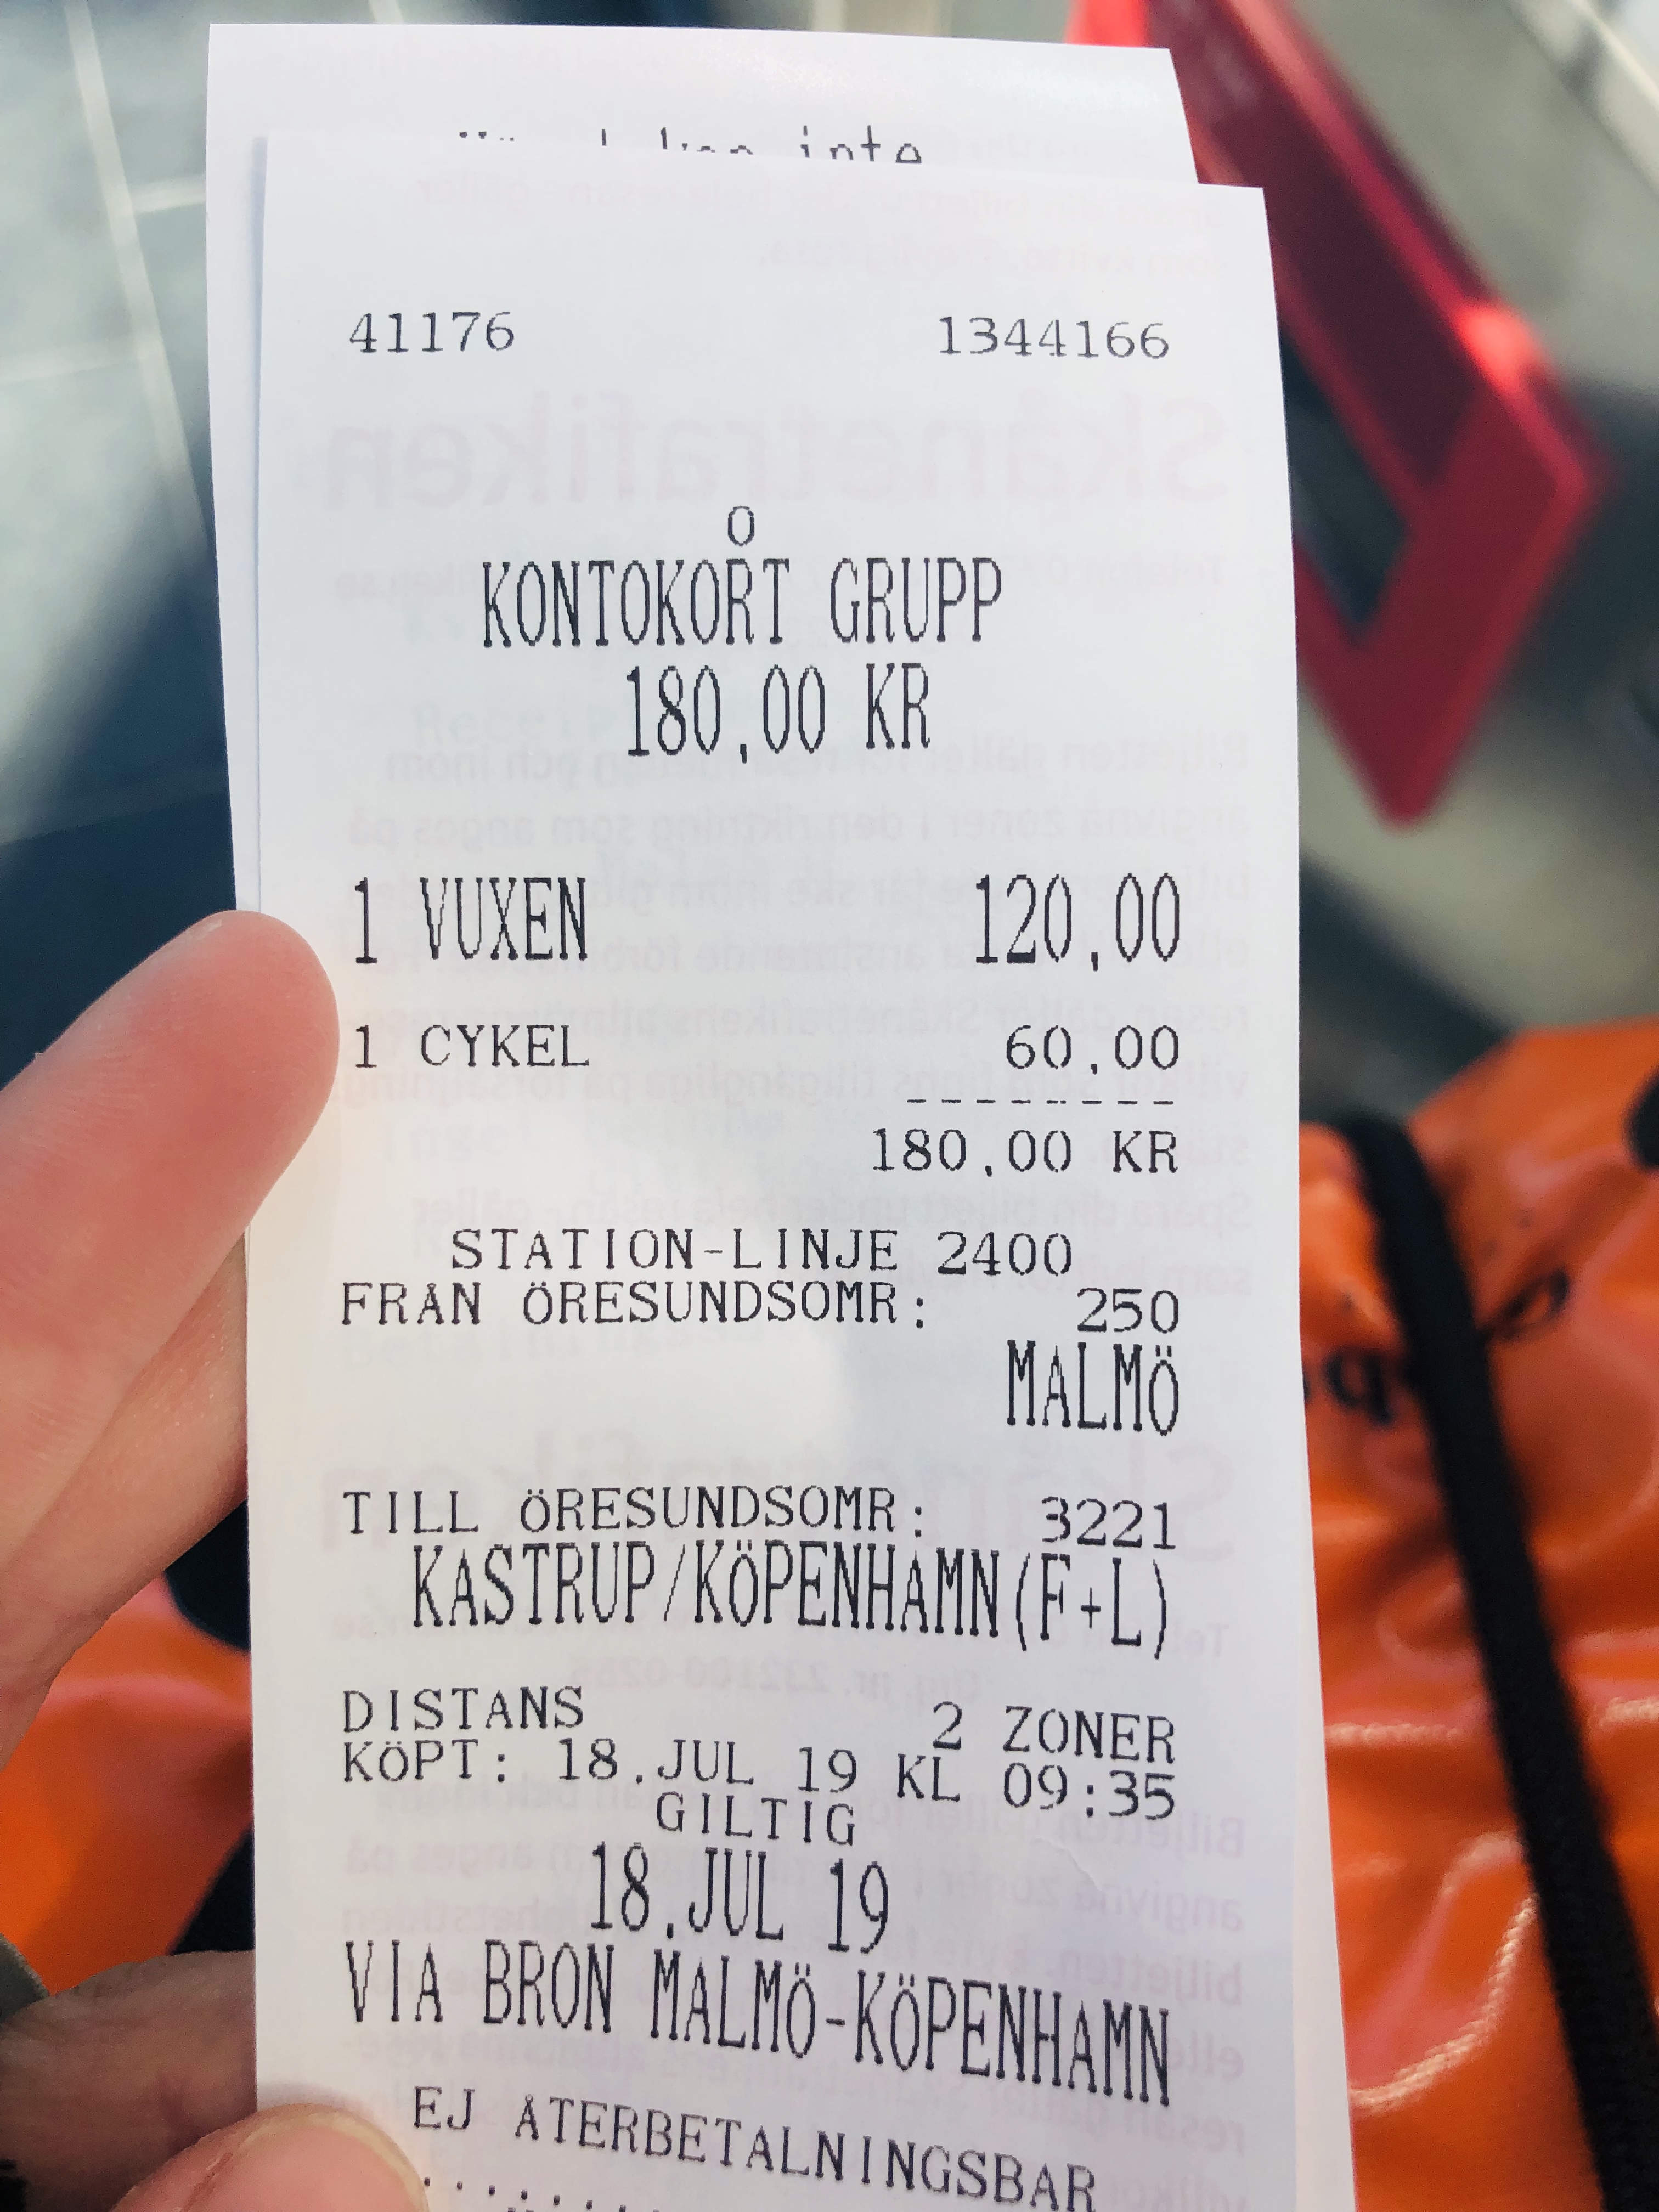 inte
41176 1344166
Ö
KONTOKORT GRUPP
180,00 KR
1 VUXEN 120,00
1 CYKEL 60,00
--------
180,00 KR
STATION-LINJE 2400
FRÅN ÖRESUNDSOMR: 250
MALMÖ
TILL ÖRESUNDSOMR: 3221
KASTRUP/KÖPENHAMN(F+L)
DISTANS 2 ZONER
KÖPT: 18.JUL 19 KL 09:35
GILTIG
18.JUL 19
VIA BRON MALMÖ-KÖPENHAMN
EJ ÅTERBETALNINGSBAR